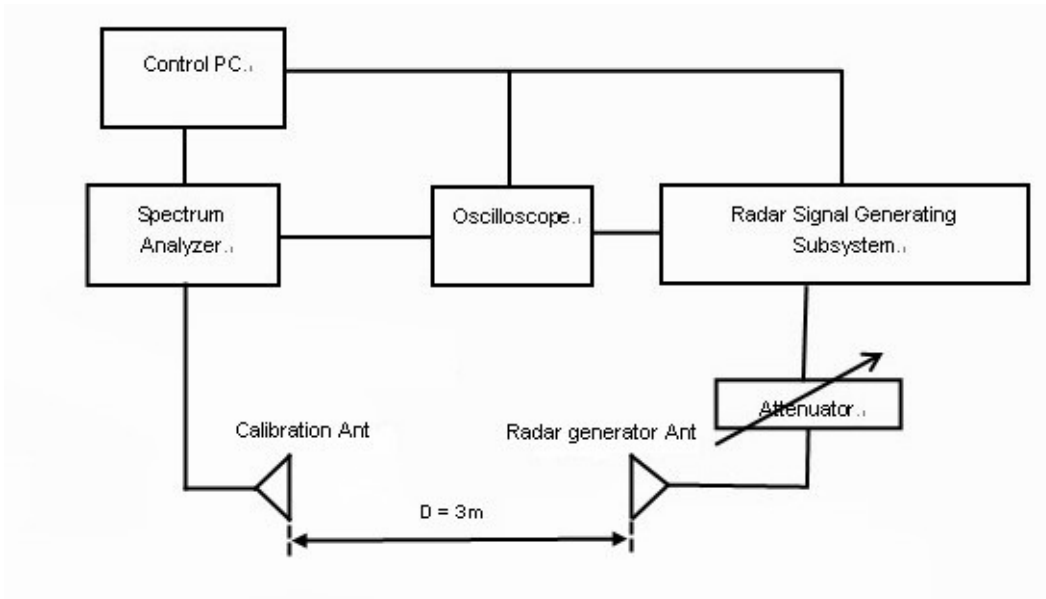 Control PC
Spectrum
Analyzer
Oscilloscope
Radar Signal Generating
Subsystem
Attenuator
Calibration Ant
Radar generator Ant
D = 3m